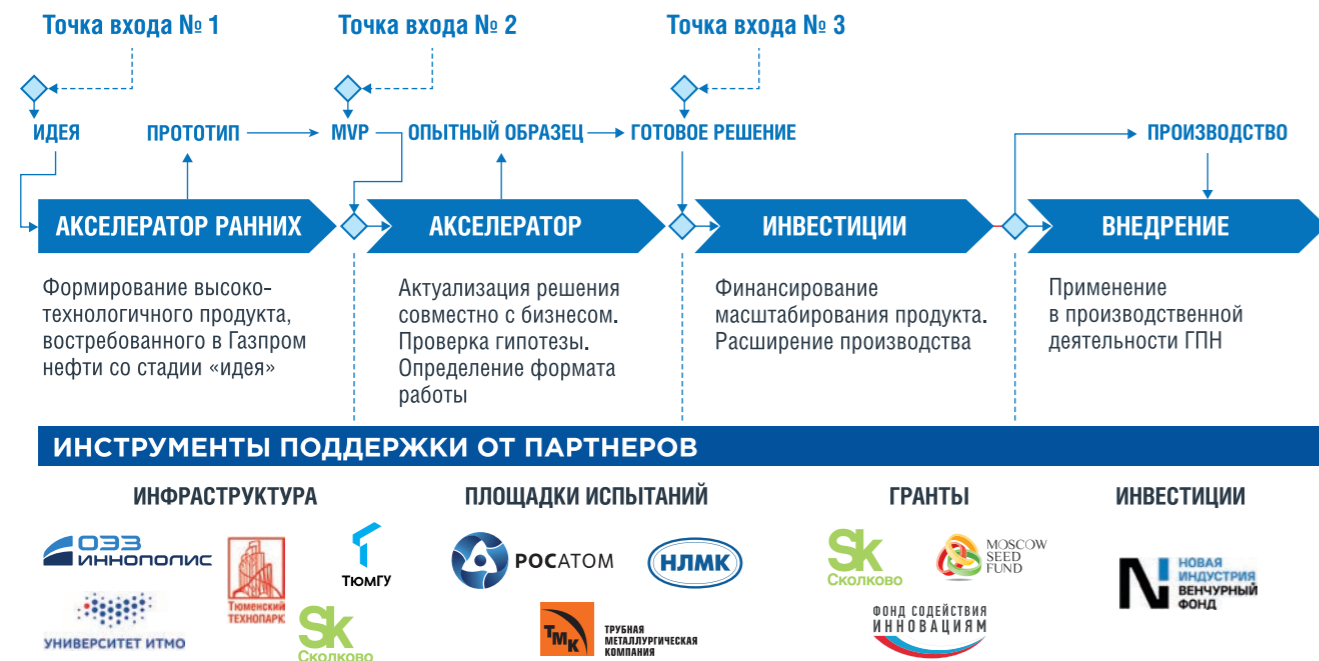 Точка входа № 1
Точка входа № 2
Точка входа № 3
ИДЕЯ
ПРОТОТИП
MVP
ОПЫТНЫЙ ОБРАЗЕЦ
ГОТОВОЕ РЕШЕНИЕ
ПРОИЗВОДСТВО
АКСЕЛЕРАТОР РАННИХ
АКСЕЛЕРАТОР
ИНВЕСТИЦИИ
ВНЕДРЕНИЕ
Формирование высоко-
технологичного продукта,
востребованного в Газпром
нефти со стадии «идея»
Актуализация решения
совместно с бизнесом.
Проверка гипотезы.
Определение формата
работы
Финансирование
масштабирования продукта.
Расширение производства
Применение
в производственной
деятельности ГПН
ИНСТРУМЕНТЫ ПОДДЕРЖКИ ОТ ПАРТНЕРОВ
ИНФРАСТРУКТУРА
ОЭЗ
ИННОПОЛИС
Тюменский
ТЕХНОПАРК
ТюмГУ
УНИВЕРСИТЕТ ИТМО
Sk
Сколково
ПЛОЩАДКИ ИСПЫТАНИЙ
РОСАТОМ
НЛМК
ТМК
ТРУБНАЯ
МЕТАЛЛУРГИЧЕСКАЯ
КОМПАНИЯ
ГРАНТЫ
Sk
Сколково
MOSCOW
SEED
FUND
ФОНД СОДЕЙСТВИЯ
ИННОВАЦИЯМ
ИНВЕСТИЦИИ
N
НОВАЯ
ИНДУСТРИЯ
ВЕНЧУРНЫЙ
ФОНД